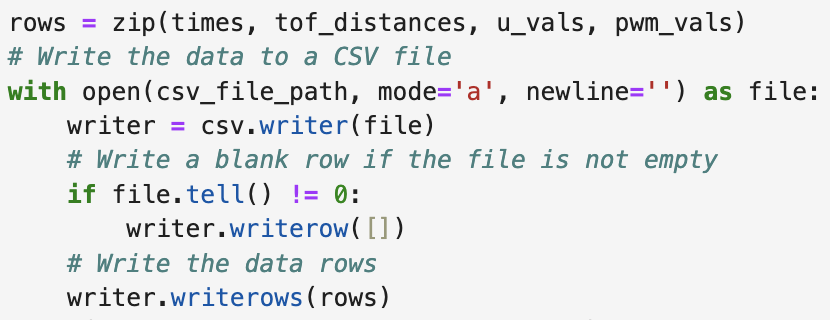 rows = zip(times, tof_distances, u_vals, pwm_vals)
# Write the data to a CSV file
with open(csv_file_path, mode='a', newline='') as file:
    writer = csv.writer(file)
    # Write a blank row if the file is not empty
    if file.tell() != 0:
        writer.writerow([])
    # Write the data rows
    writer.writerows(rows)